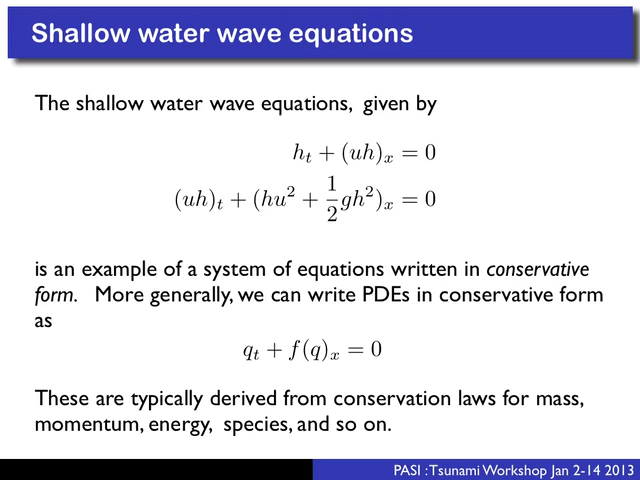 Shallow water wave equations
The shallow water wave equations, given by
h_t + (uh)_x = 0
(uh)_t + (hu^2 + \frac{1}{2}gh^2)_x = 0
is an example of a system of equations written in conservative
form. More generally, we can write PDEs in conservative form
as
q_t + f(q)_x = 0
These are typically derived from conservation laws for mass,
momentum, energy, species, and so on.
PASI : Tsunami Workshop Jan 2-14 2013